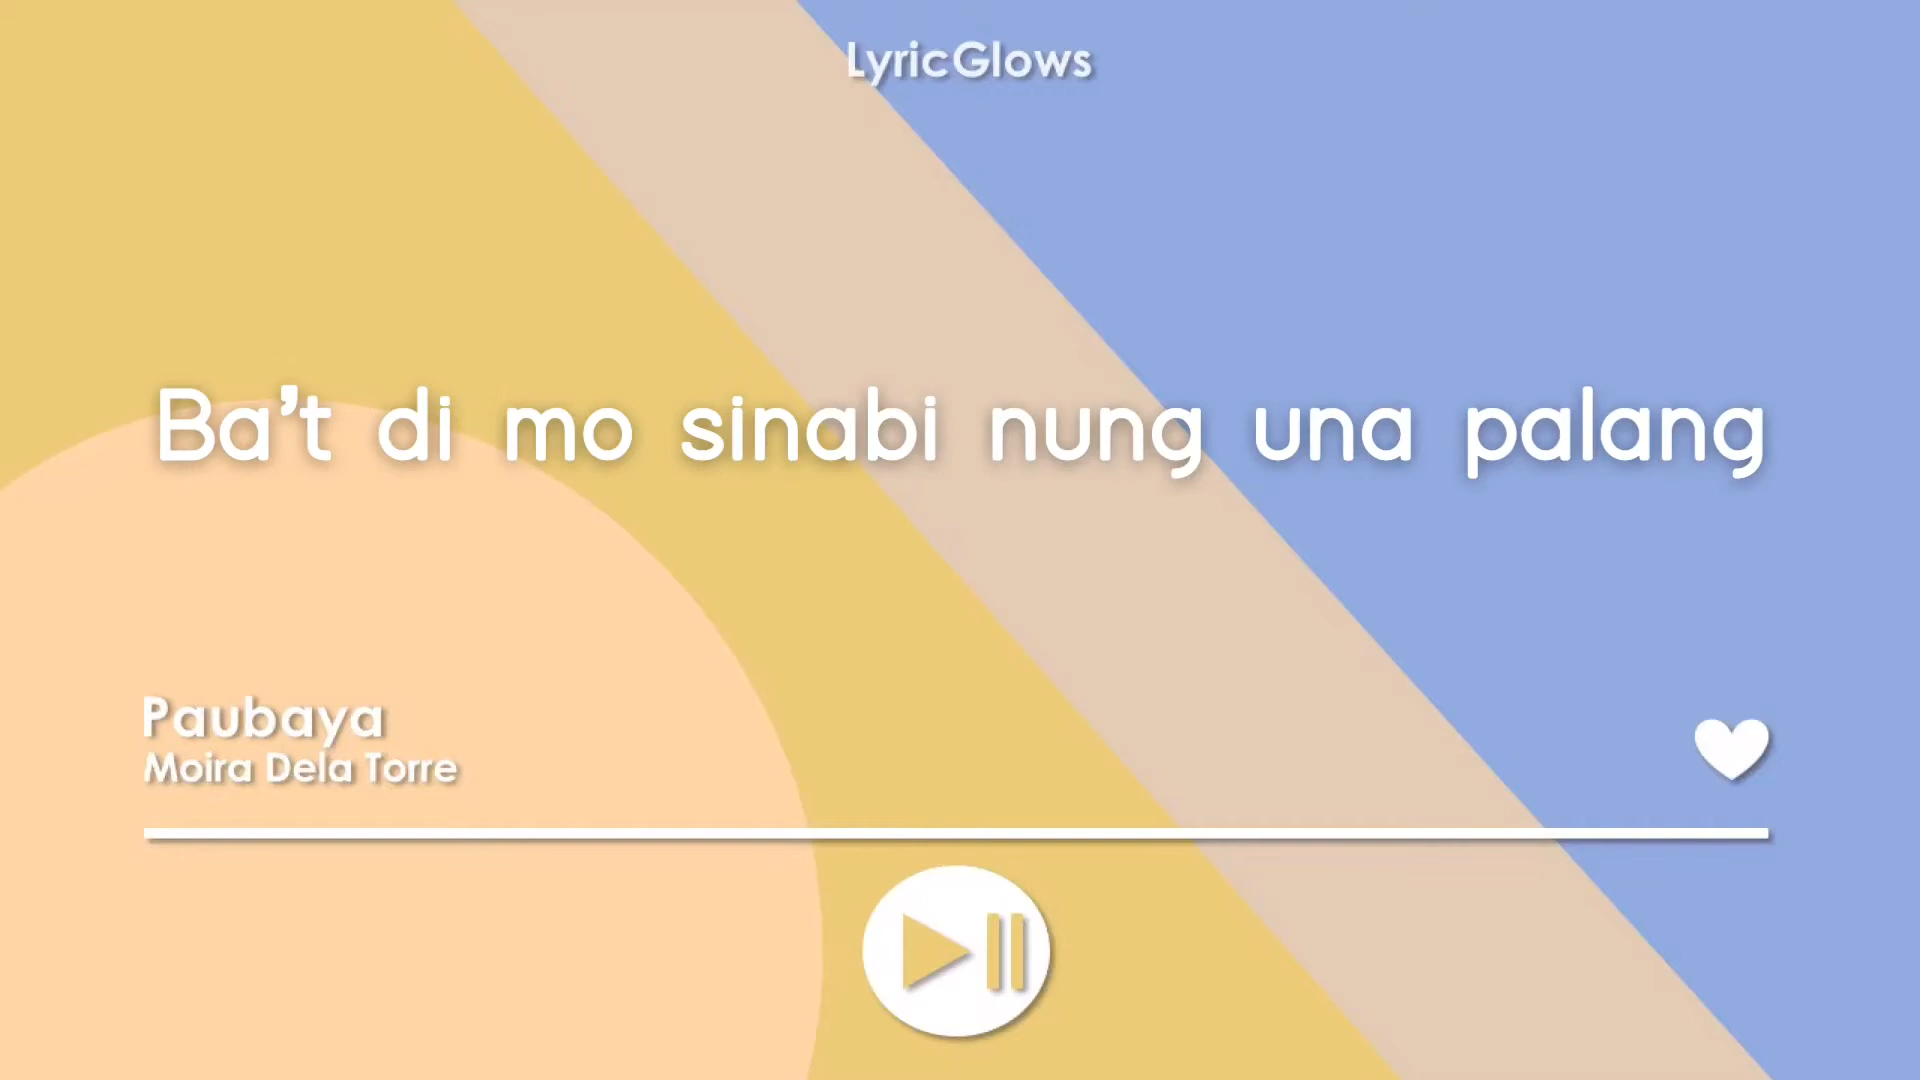 LyricGlows
Ba't di mo sinabi nung una palang
Paubaya
Moira Dela Torre